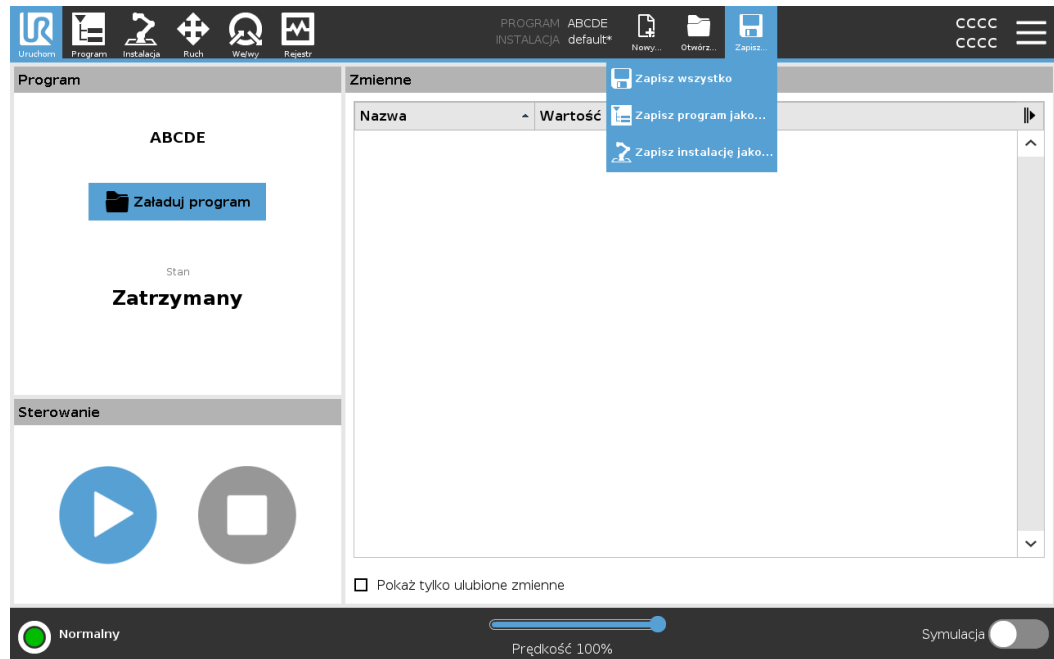 Uruchom Program Instalacja Ruch We/wy Rejestr
PROGRAM ABCDE
INSTALACJA default*
Nowy... Otwórz... Zapisz...
CCCC
CCCC
Program
ABCDE
Załaduj program
Stan
Zatrzymany
Sterowanie
Zmienne
Nazwa Wartość
Zapisz wszystko
Zapisz program jako...
Zapisz instalację jako...
Pokaż tylko ulubione zmienne
Normalny
Prędkość 100%
Symulacja